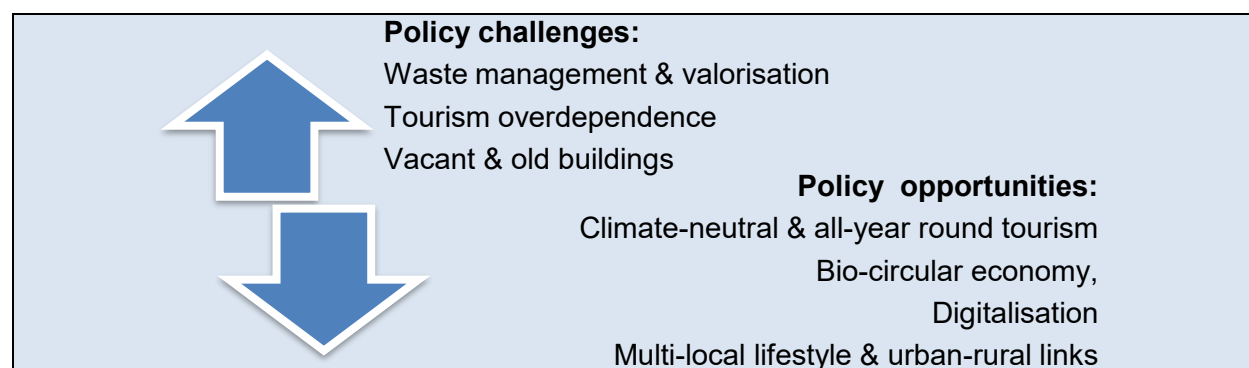 Policy challenges:
Waste management & valorisation
Tourism overdependence
Vacant & old buildings
Policy opportunities:
Climate-neutral & all-year round tourism
Bio-circular economy,
Digitalisation
Multi-local lifestyle & urban-rural links